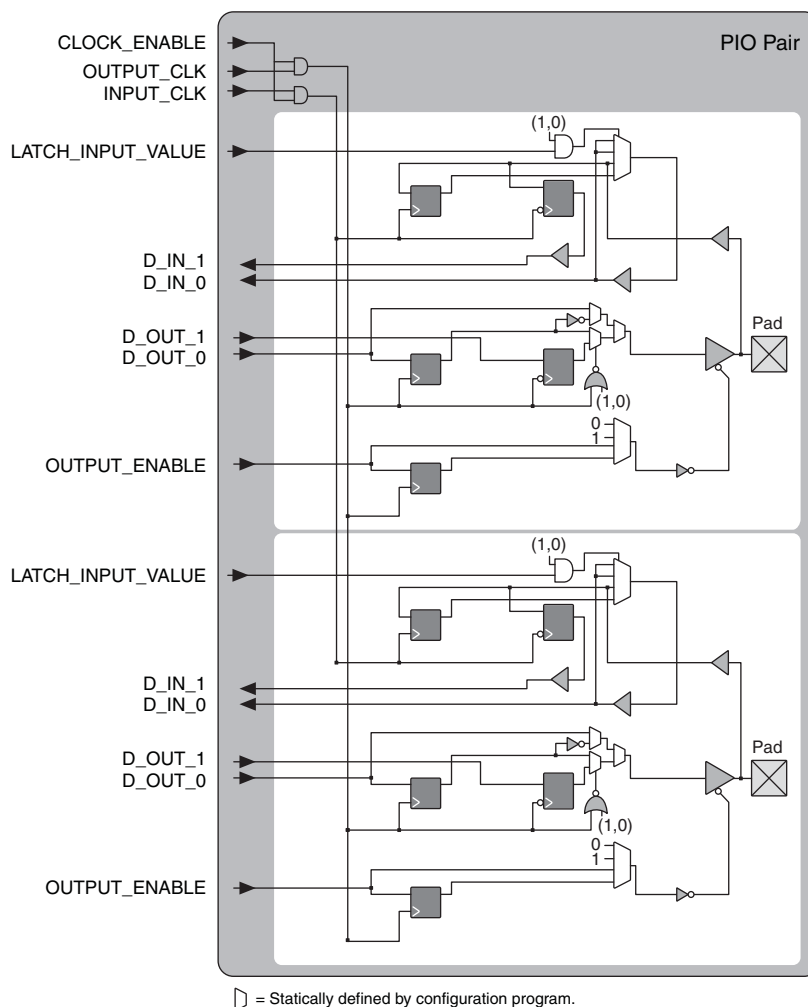 PIO Pair
CLOCK_ENABLE
OUTPUT_CLK
INPUT_CLK
(1,0)
LATCH_INPUT_VALUE
D_IN_1
D_IN_0
D_OUT_1
D_OUT_0
Pad
(1,0)
0
1
OUTPUT_ENABLE
(1,0)
LATCH_INPUT_VALUE
D_IN_1
D_IN_0
D_OUT_1
D_OUT_0
Pad
(1,0)
0
1
OUTPUT_ENABLE
= Statically defined by configuration program.